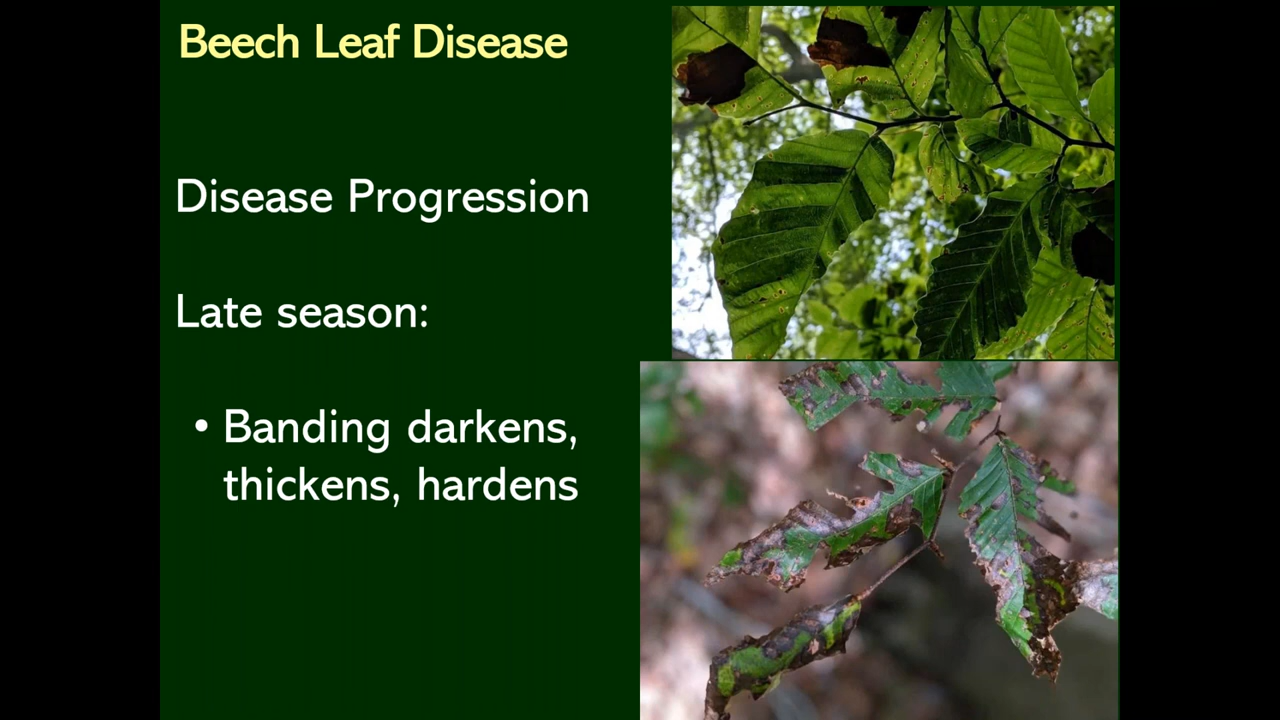 Beech Leaf Disease
Disease Progression
Late season:
• Banding darkens,
thickens, hardens